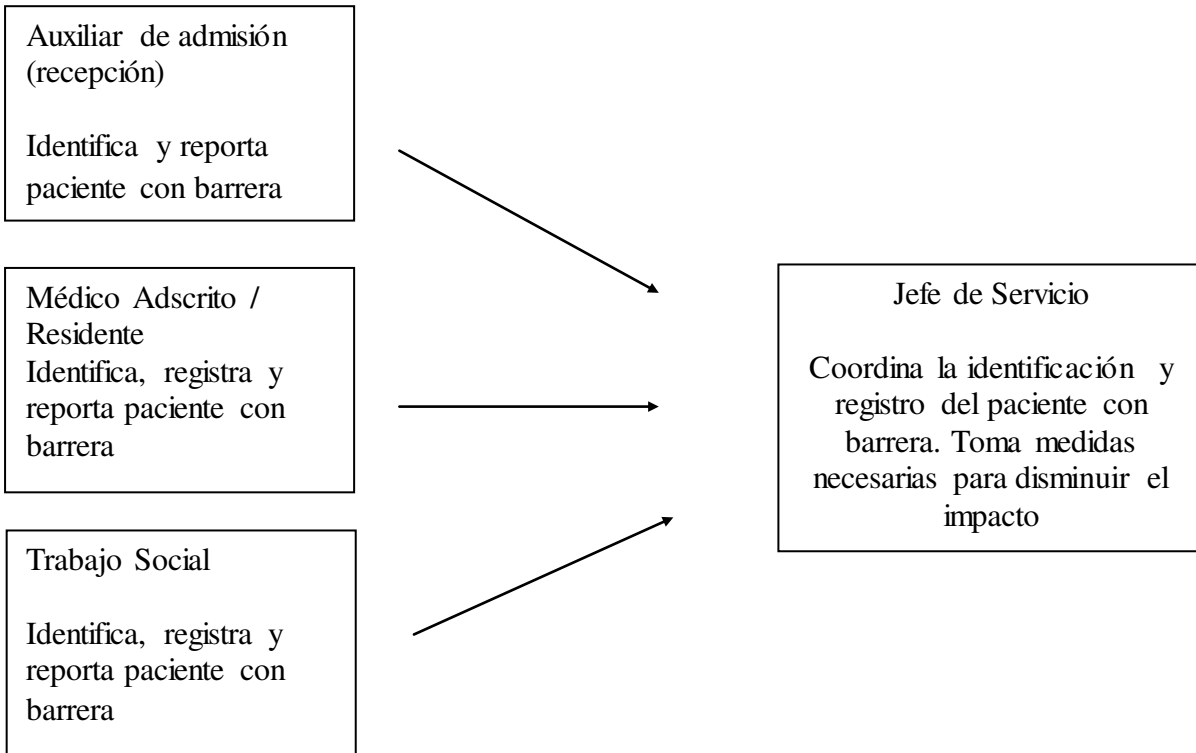 Auxiliar de admisión
(recepción)
Identifica y reporta
paciente con barrera
Médico Adscrito /
Residente
Identifica, registra y
reporta paciente con
barrera
Trabajo Social
Identifica, registra y
reporta paciente con
barrera
Jefe de Servicio
Coordina la identificación y
registro del paciente con
barrera. Toma medidas
necesarias para disminuir el
impacto